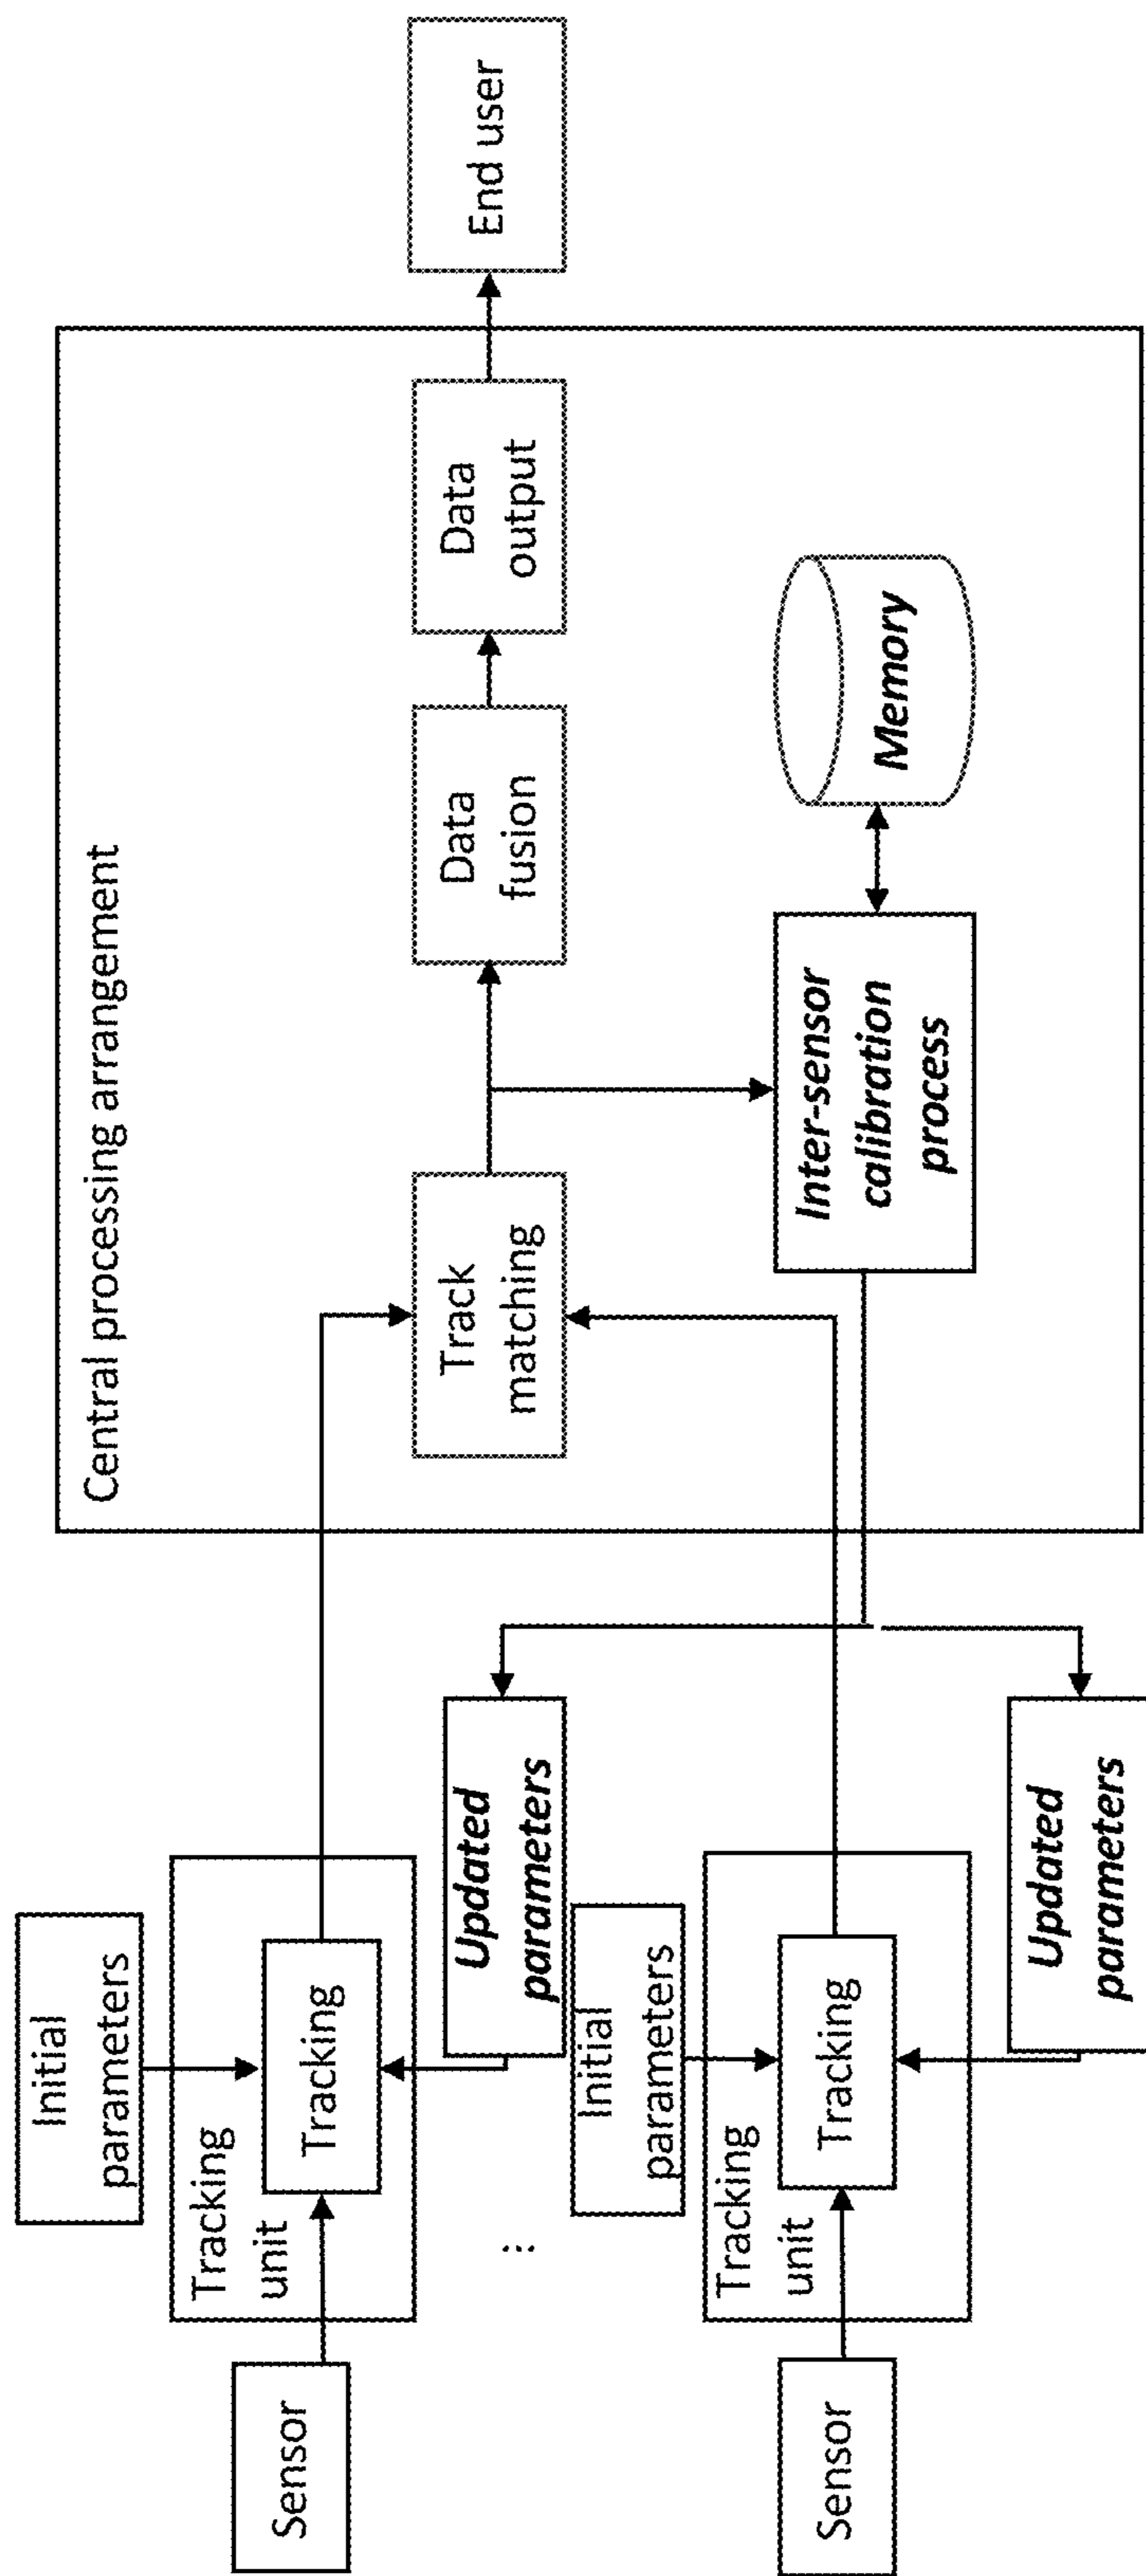 Central processing arrangement
Initial
parameters
Tracking
unit
Sensor
Tracking
Updated
parameters
...
Initial
parameters
Tracking
unit
Sensor
Tracking
Updated
parameters
Track
matching
Data
fusion
Data
output
End user
Inter-sensor
calibration
process
Memory